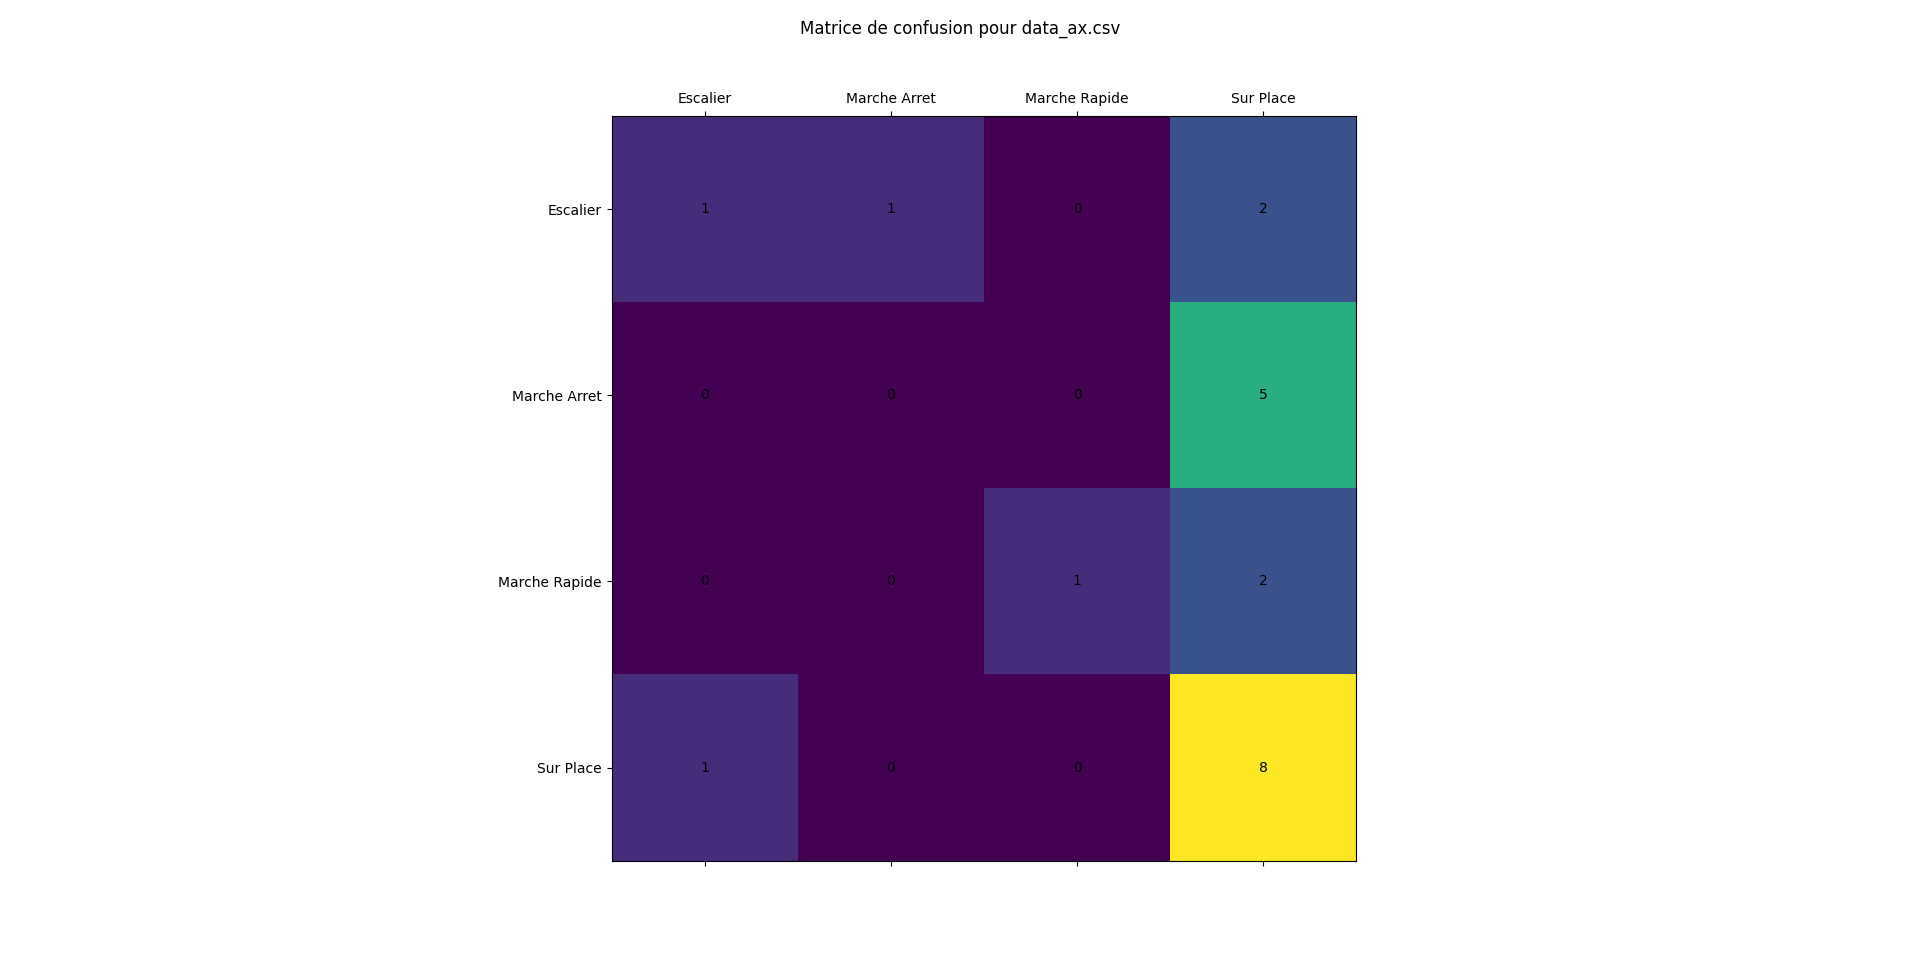 Matrice de confusion pour data_ax.csv
Escalier Marche Arret Marche Rapide Sur Place
Escalier 1 1 0 2
Marche Arret 0 0 0 5
Marche Rapide 0 0 1 2
Sur Place 1 0 0 8